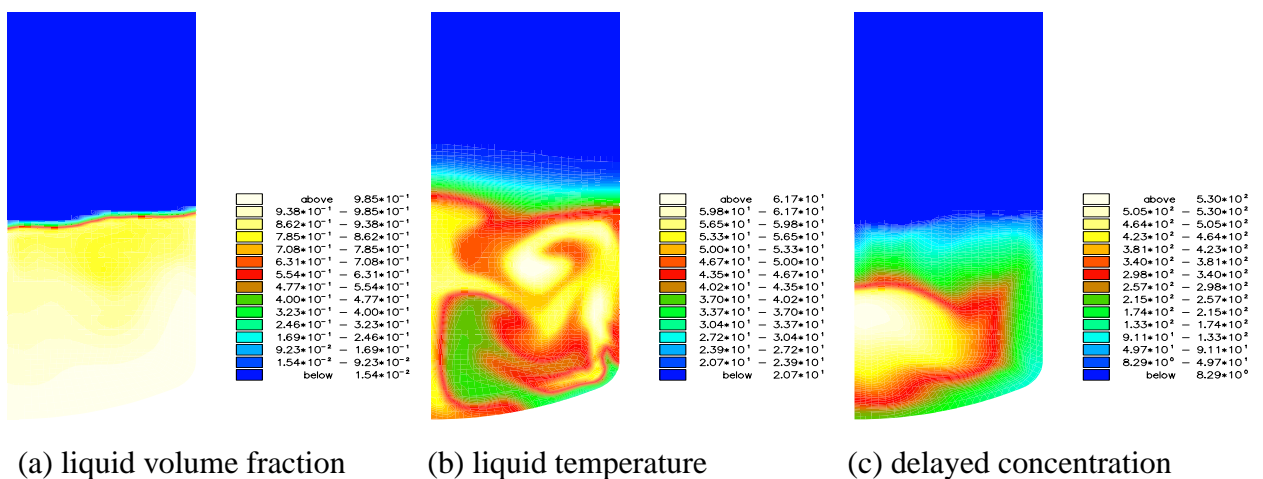 above 9.85*10⁻¹
9.38*10⁻¹ – 9.85*10⁻¹
8.62*10⁻¹ – 9.38*10⁻¹
7.85*10⁻¹ – 8.62*10⁻¹
7.08*10⁻¹ – 7.85*10⁻¹
6.31*10⁻¹ – 7.08*10⁻¹
5.54*10⁻¹ – 6.31*10⁻¹
4.77*10⁻¹ – 5.54*10⁻¹
4.00*10⁻¹ – 4.77*10⁻¹
3.23*10⁻¹ – 4.00*10⁻¹
2.46*10⁻¹ – 3.23*10⁻¹
1.69*10⁻¹ – 2.46*10⁻¹
9.23*10⁻² – 1.69*10⁻¹
1.54*10⁻² – 9.23*10⁻²
below 1.54*10⁻²
above 6.17*10¹
5.98*10¹ – 6.17*10¹
5.65*10¹ – 5.98*10¹
5.33*10¹ – 5.65*10¹
5.00*10¹ – 5.33*10¹
4.67*10¹ – 5.00*10¹
4.35*10¹ – 4.67*10¹
4.02*10¹ – 4.35*10¹
3.70*10¹ – 4.02*10¹
3.37*10¹ – 3.70*10¹
3.04*10¹ – 3.37*10¹
2.72*10¹ – 3.04*10¹
2.39*10¹ – 2.72*10¹
2.07*10¹ – 2.39*10¹
below 2.07*10¹
above 5.30*10²
5.05*10² – 5.30*10²
4.64*10² – 5.05*10²
4.23*10² – 4.64*10²
3.81*10² – 4.23*10²
3.40*10² – 3.81*10²
2.98*10² – 3.40*10²
2.57*10² – 2.98*10²
2.15*10² – 2.57*10²
1.74*10² – 2.15*10²
1.33*10² – 1.74*10²
9.11*10¹ – 1.33*10²
4.97*10¹ – 9.11*10¹
8.29*10⁰ – 4.97*10¹
below 8.29*10⁰
(a) liquid volume fraction
(b) liquid temperature
(c) delayed concentration